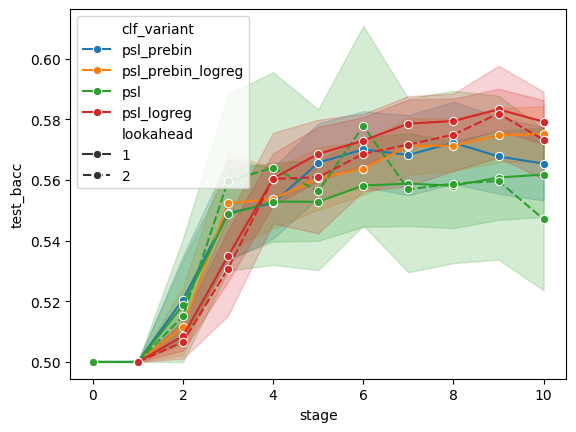 clf_variant
psl_prebin
psl_prebin_logreg
psl
psl_logreg
lookahead
1
2
0.60
0.58
0.56
0.54
0.52
0.50
test_bacc
0 2 4 6 8 10
stage